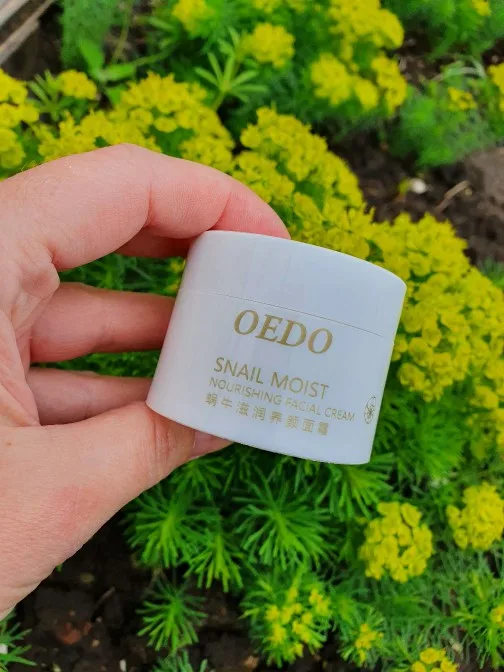 OEDO
SNAIL MOIST
NOURISHING FACIAL CREAM
蜗牛滋润养颜面霜